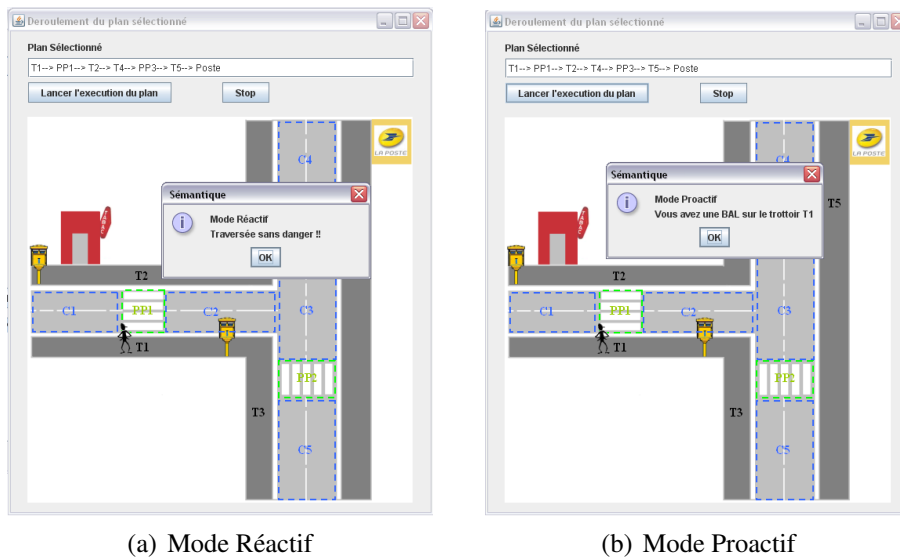 Deroulement du plan sélectionné
Plan Sélectionné
T1--> PP1--> T2--> T4--> PP3--> T5--> Poste
Lancer l'execution du plan
Stop
C4
LA POSTE
Sémantique
Mode Réactif
Traversée sans danger !!
OK
TABAC
T2
C1
PP1
C2
C3
T1
PP2
T3
C5
(a) Mode Réactif
Deroulement du plan sélectionné
Plan Sélectionné
T1--> PP1--> T2--> T4--> PP3--> T5--> Poste
Lancer l'execution du plan
Stop
C4
LA POSTE
Sémantique
Mode Proactif
Vous avez une BAL sur le trottoir T1
OK
T5
TABAC
T2
C1
PP1
C2
C3
T1
PP2
T3
C5
(b) Mode Proactif